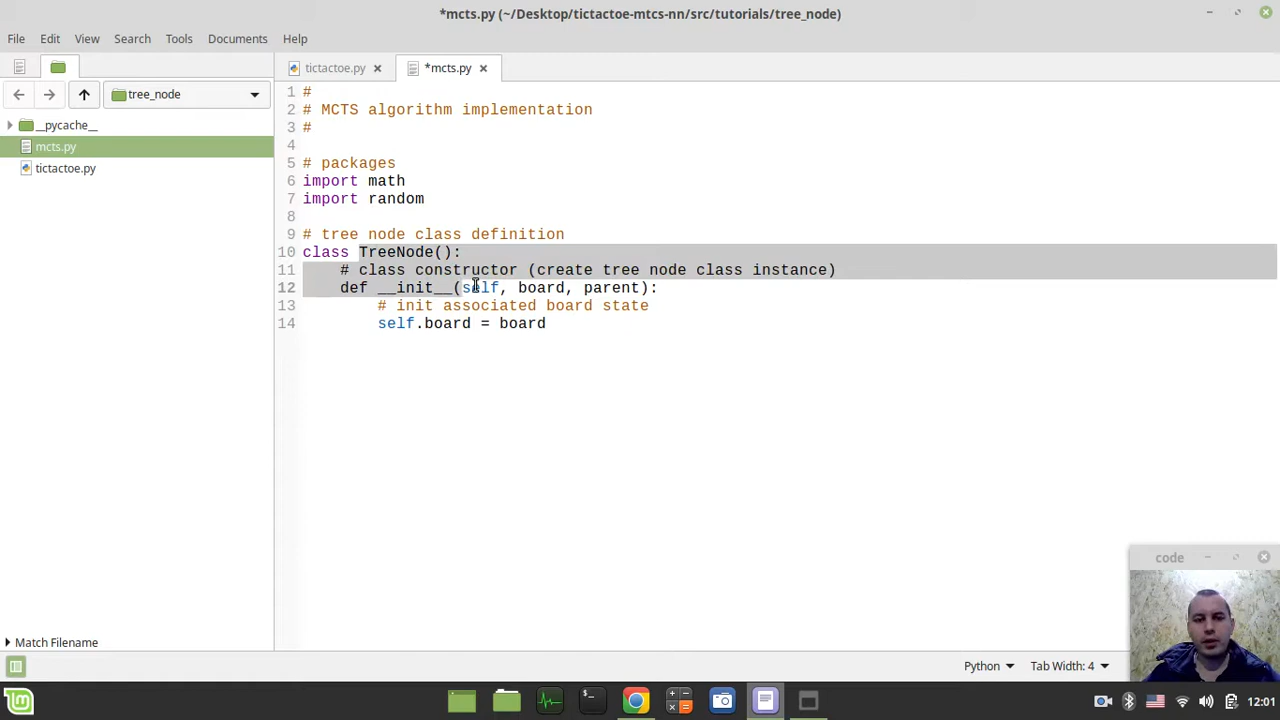 *mcts.py (~/Desktop/tictactoe-mtcs-nn/src/tutorials/tree_node)
File Edit View Search Tools Documents Help
tictactoe.py
*mcts.py
tree_node
__pycache__
mcts.py
tictactoe.py
1 #
2 # MCTS algorithm implementation
3 #
4
5 # packages
6 import math
7 import random
8
9 # tree node class definition
10 class TreeNode():
11 # class constructor (create tree node class instance)
12 def __init__(self, board, parent):
13 # init associated board state
14 self.board = board
code
Match Filename
Python
Tab Width: 4
12:01